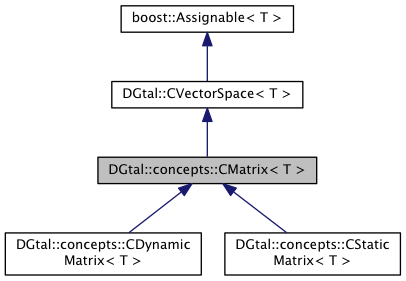 boost::Assignable< T >
DGtal::CVectorSpace< T >
DGtal::concepts::CMatrix< T >
DGtal::concepts::CDynamic
Matrix< T >
DGtal::concepts::CStatic
Matrix< T >